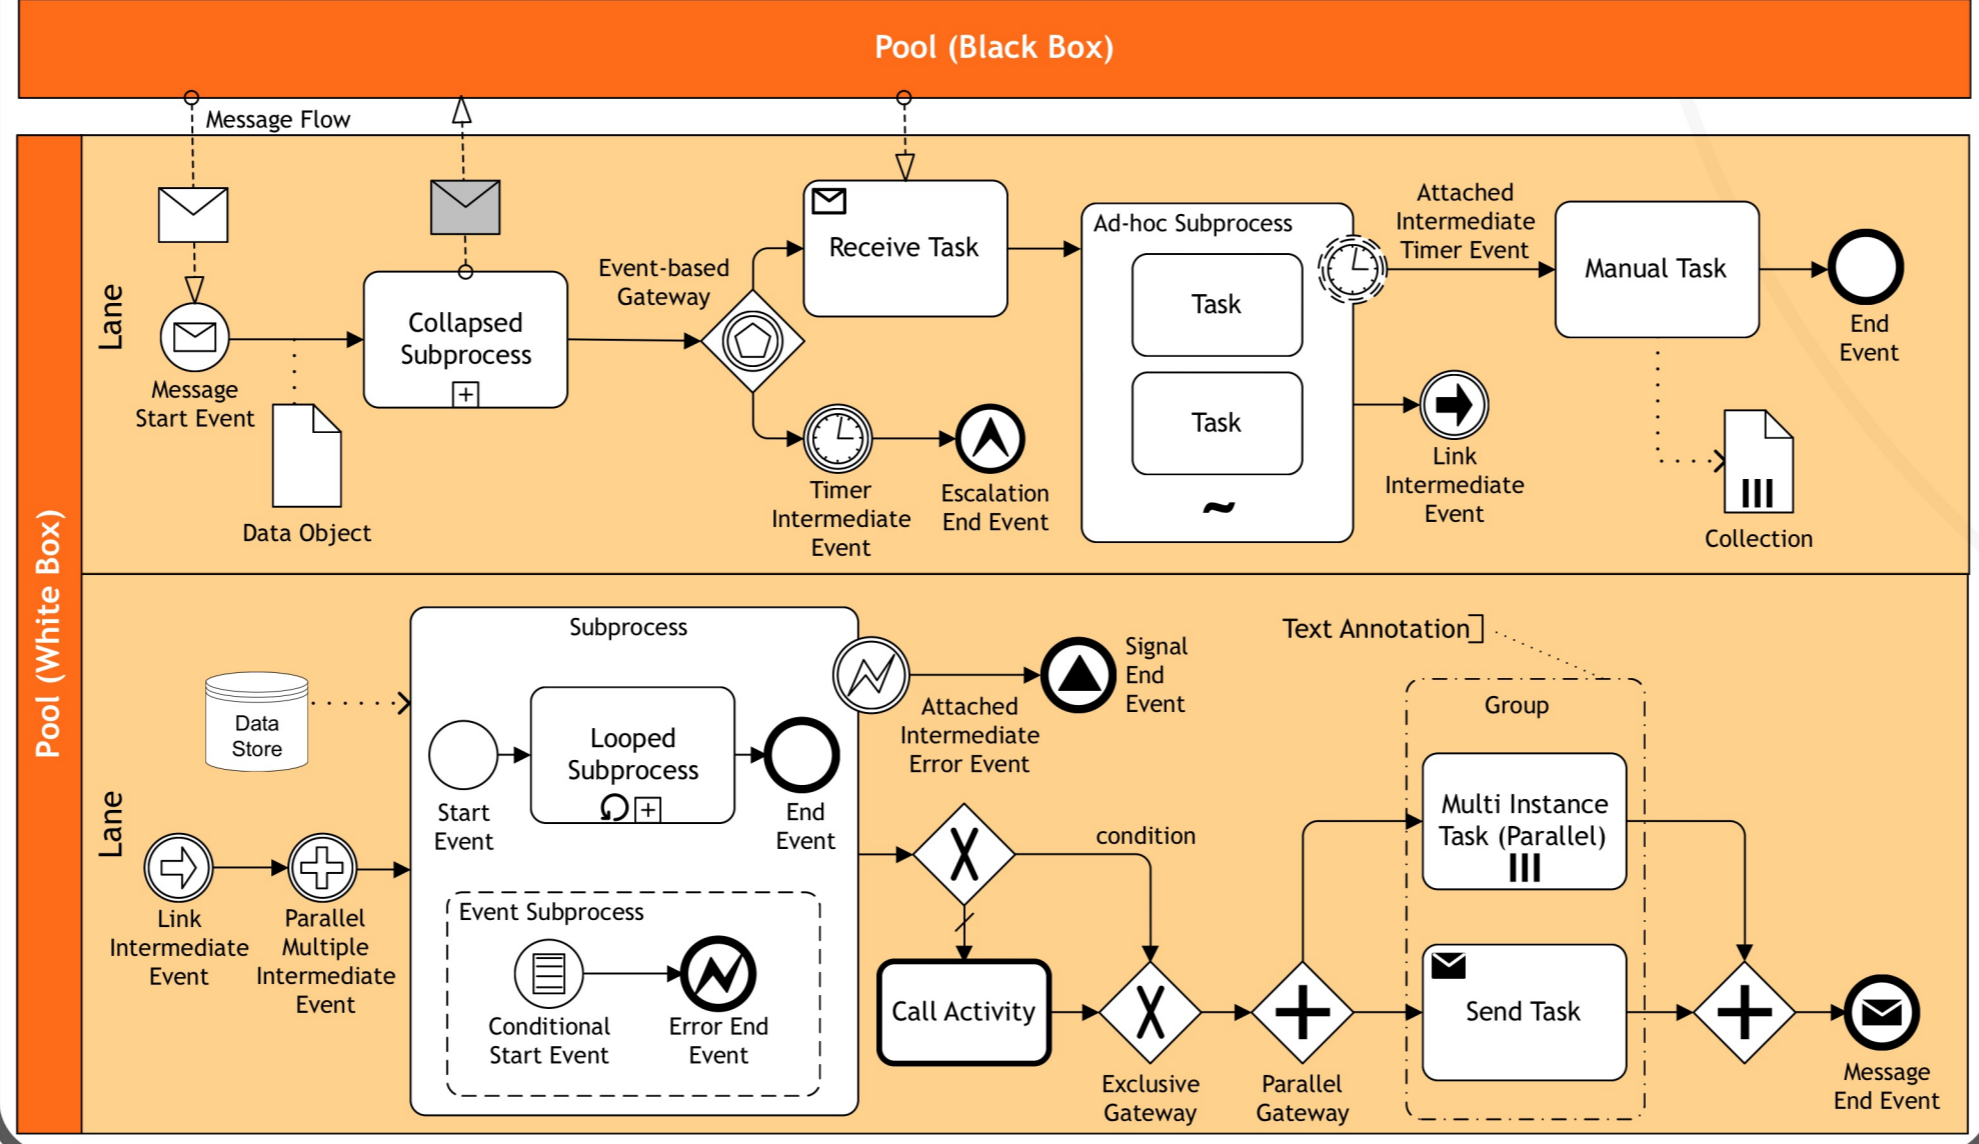 Pool (Black Box)
Message Flow
Pool (White Box)
Lane
Message
Start Event
Data Object
Collapsed
Subprocess
Event-based
Gateway
Receive Task
Timer
Intermediate
Event
Escalation
End Event
Ad-hoc Subprocess
Task
Task
Attached
Intermediate
Timer Event
Link
Intermediate
Event
Manual Task
End
Event
Collection
Lane
Data
Store
Link
Intermediate
Event
Parallel
Multiple
Intermediate
Event
Subprocess
Start
Event
Looped
Subprocess
End
Event
Event Subprocess
Conditional
Start Event
Error End
Event
Attached
Intermediate
Error Event
Signal
End
Event
condition
Call Activity
Exclusive
Gateway
Parallel
Gateway
Text Annotation
Group
Multi Instance
Task (Parallel)
Send Task
Message
End Event